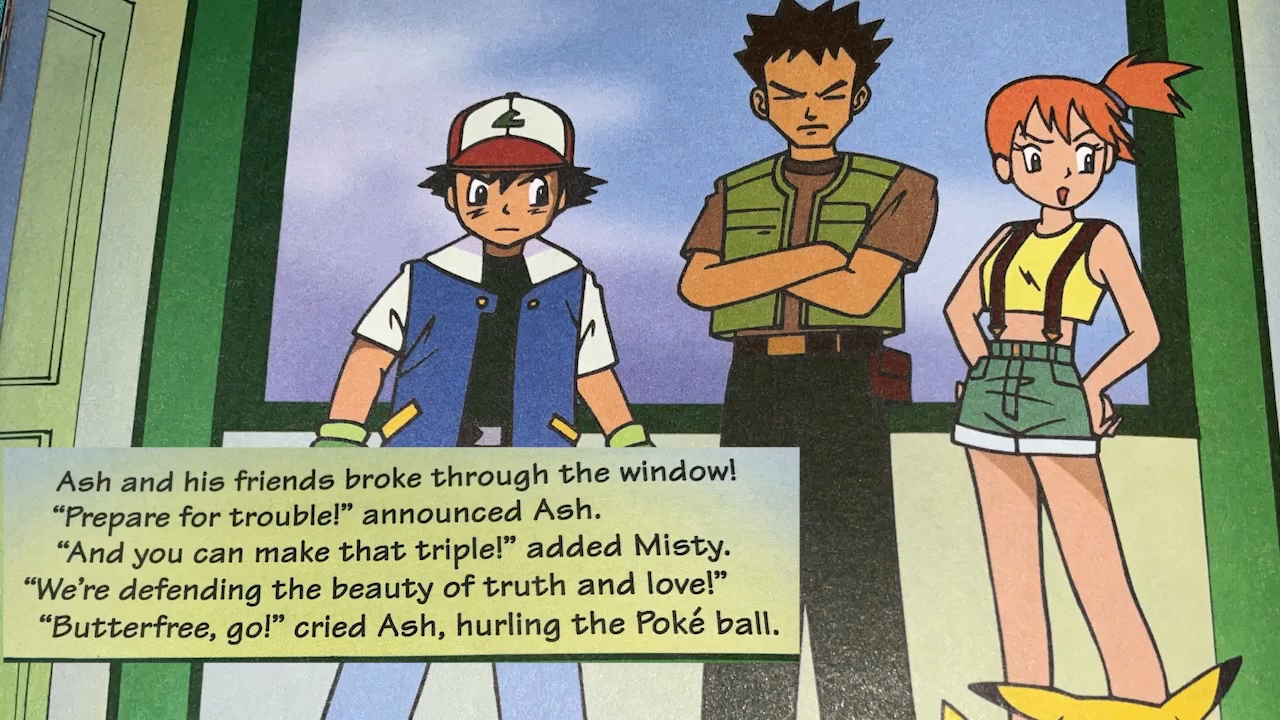 Ash and his friends broke through the window!
“Prepare for trouble!” announced Ash.
“And you can make that triple!” added Misty.
“We’re defending the beauty of truth and love!”
“Butterfree, go!” cried Ash, hurling the Poké ball.